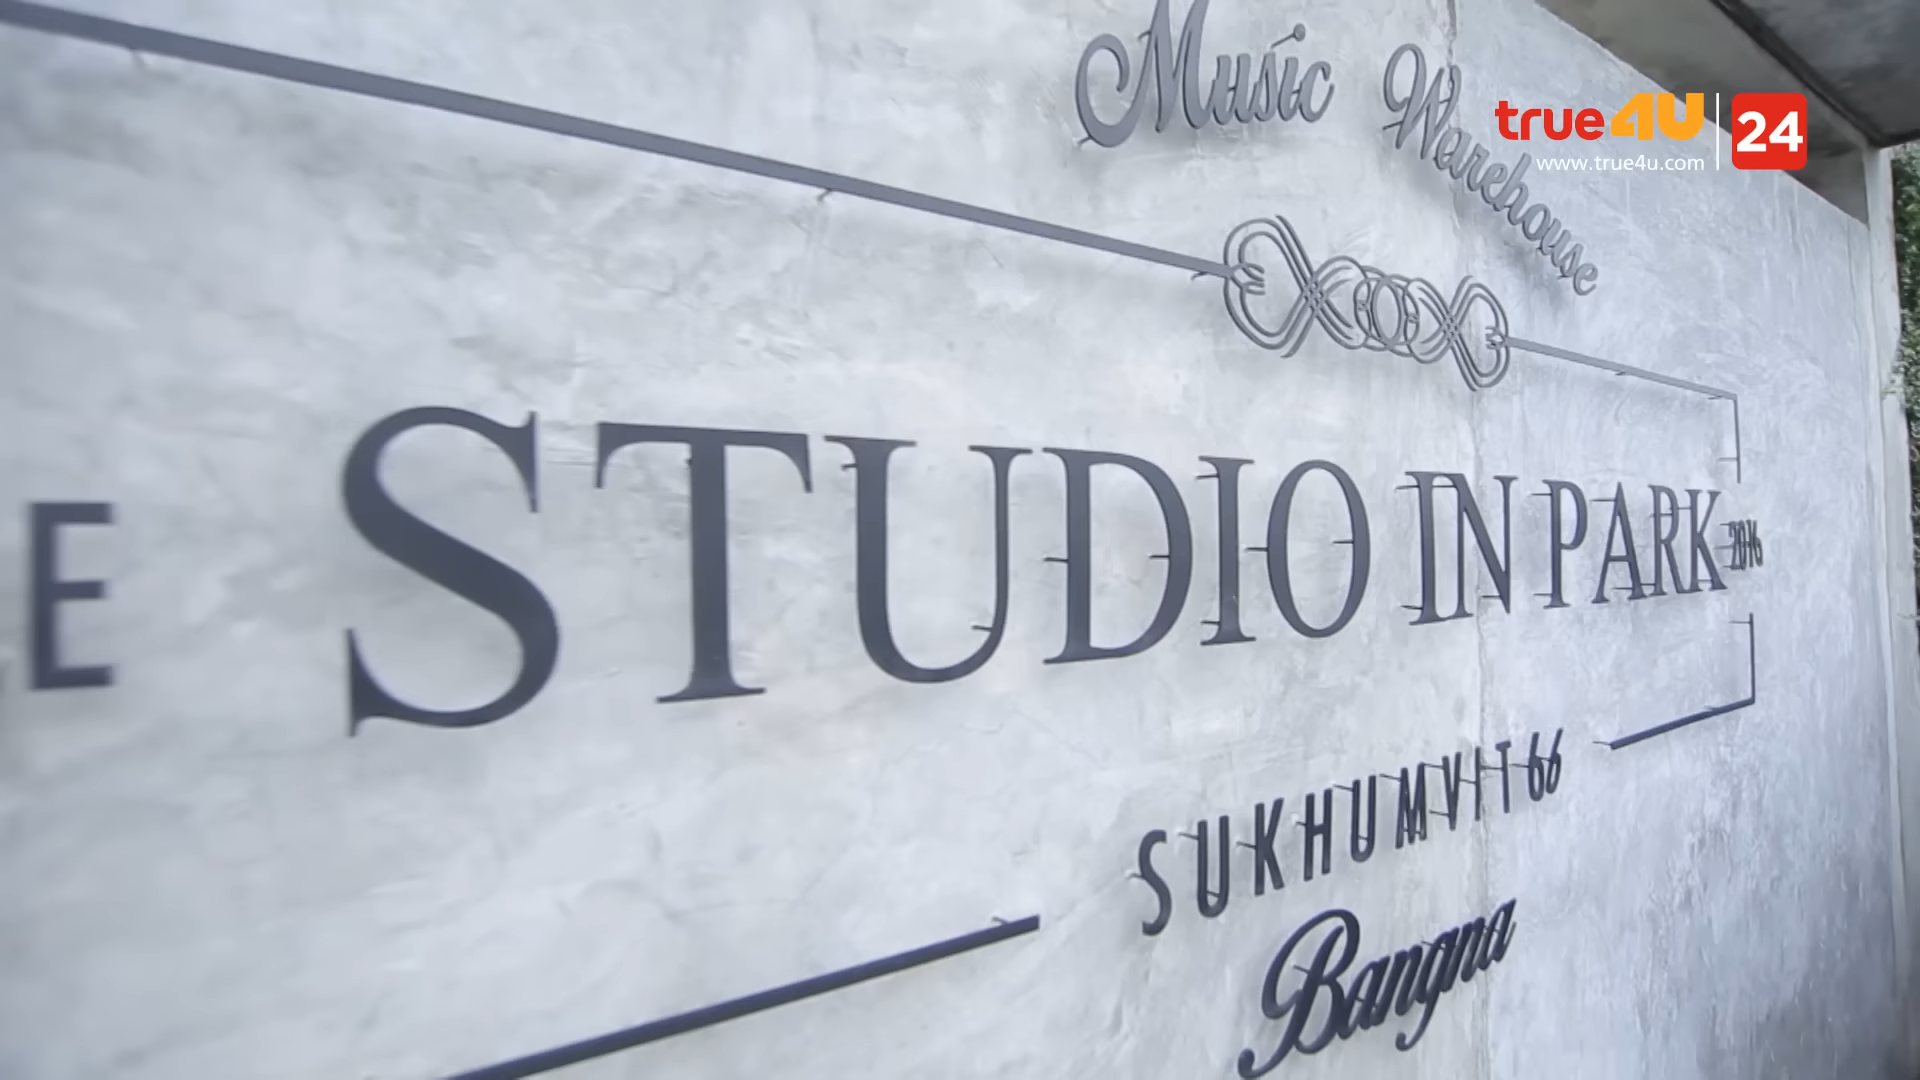 Music Warehouse
true4U 24
www.true4u.com
E STUDIO IN PARK 2016
SUKHUMVIT 66
Bangna